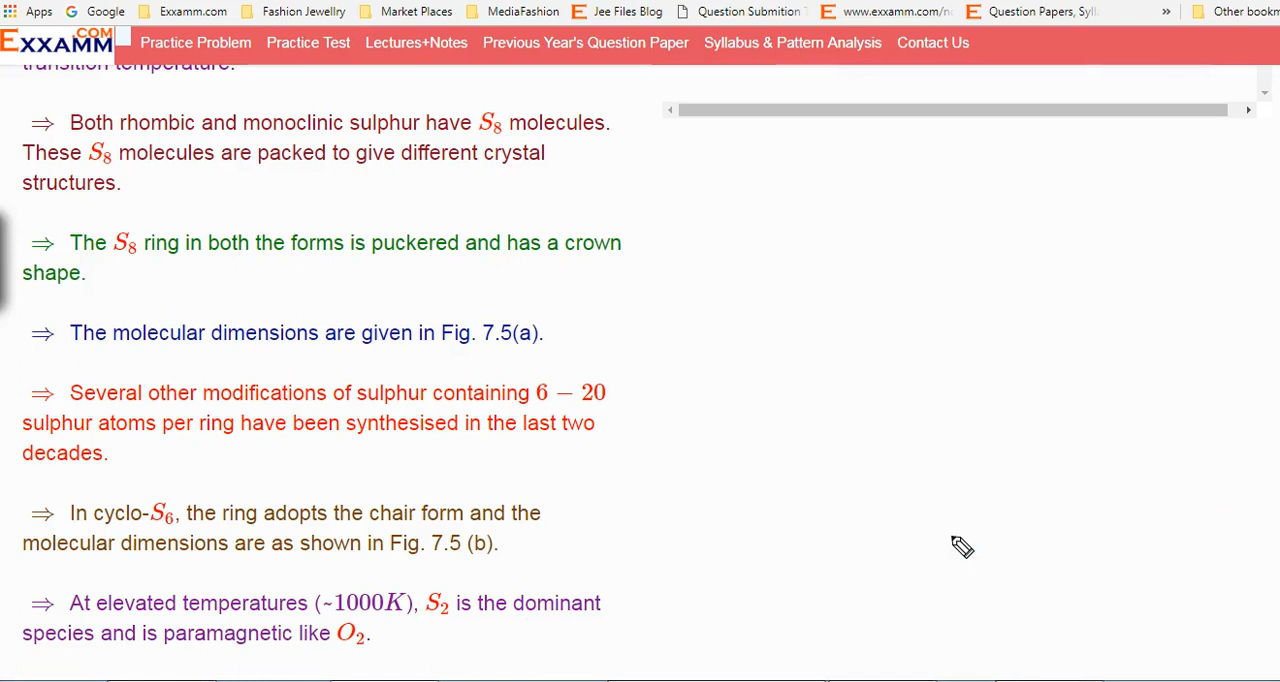 Apps Google Exxamm.com Fashion Jewellry Market Places MediaFashion Jee Files Blog Question Submition www.exxamm.com/n Question Papers, Syll » Other bookm
EXXAMM.COM Practice Problem Practice Test Lectures+Notes Previous Year's Question Paper Syllabus & Pattern Analysis Contact Us
transition temperature.
⇒ Both rhombic and monoclinic sulphur have S₈ molecules.
These S₈ molecules are packed to give different crystal
structures.
⇒ The S₈ ring in both the forms is puckered and has a crown
shape.
⇒ The molecular dimensions are given in Fig. 7.5(a).
⇒ Several other modifications of sulphur containing 6 − 20
sulphur atoms per ring have been synthesised in the last two
decades.
⇒ In cyclo-S₆, the ring adopts the chair form and the
molecular dimensions are as shown in Fig. 7.5 (b).
⇒ At elevated temperatures (~1000K), S₂ is the dominant
species and is paramagnetic like O₂.